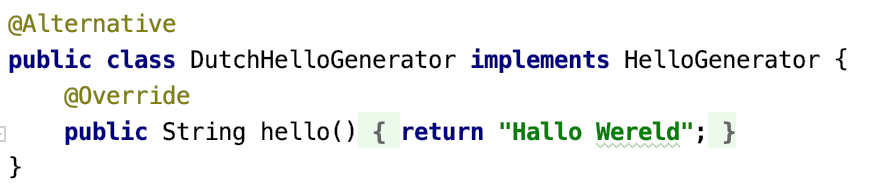 @Alternative
public class DutchHelloGenerator implements HelloGenerator {
    @Override
    public String hello() { return "Hallo Wereld"; }
}